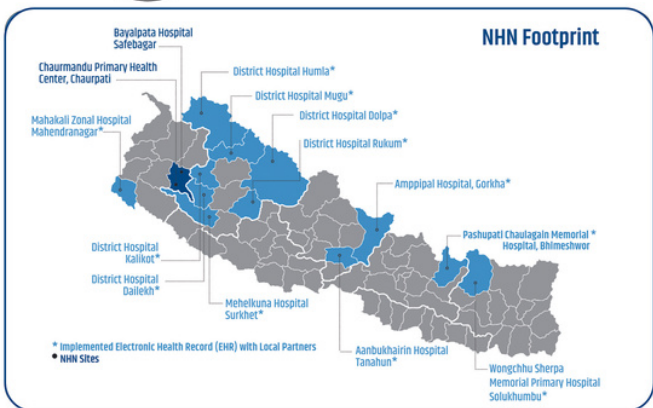 NHN Footprint
Bayalpata Hospital
Safebagar
Chaurmandu Primary Health
Center, Chaurpati
District Hospital Humla*
District Hospital Mugu*
District Hospital Dolpa*
Mahakali Zonal Hospital
Mahendranagar*
District Hospital Rukum*
Amppipal Hospital, Gorkha*
Pashupati Chaulagain Memorial *
Hospital, Bhimeshwor
District Hospital
Kalikot*
District Hospital
Dailekh*
Mehelkuna Hospital
Surkhet*
Aanbukhairin Hospital
Tanahun*
Wongchhu Sherpa
Memorial Primary Hospital
Solukhumbu*
* Implemented Electronic Health Record (EHR) with Local Partners
• NHN Sites